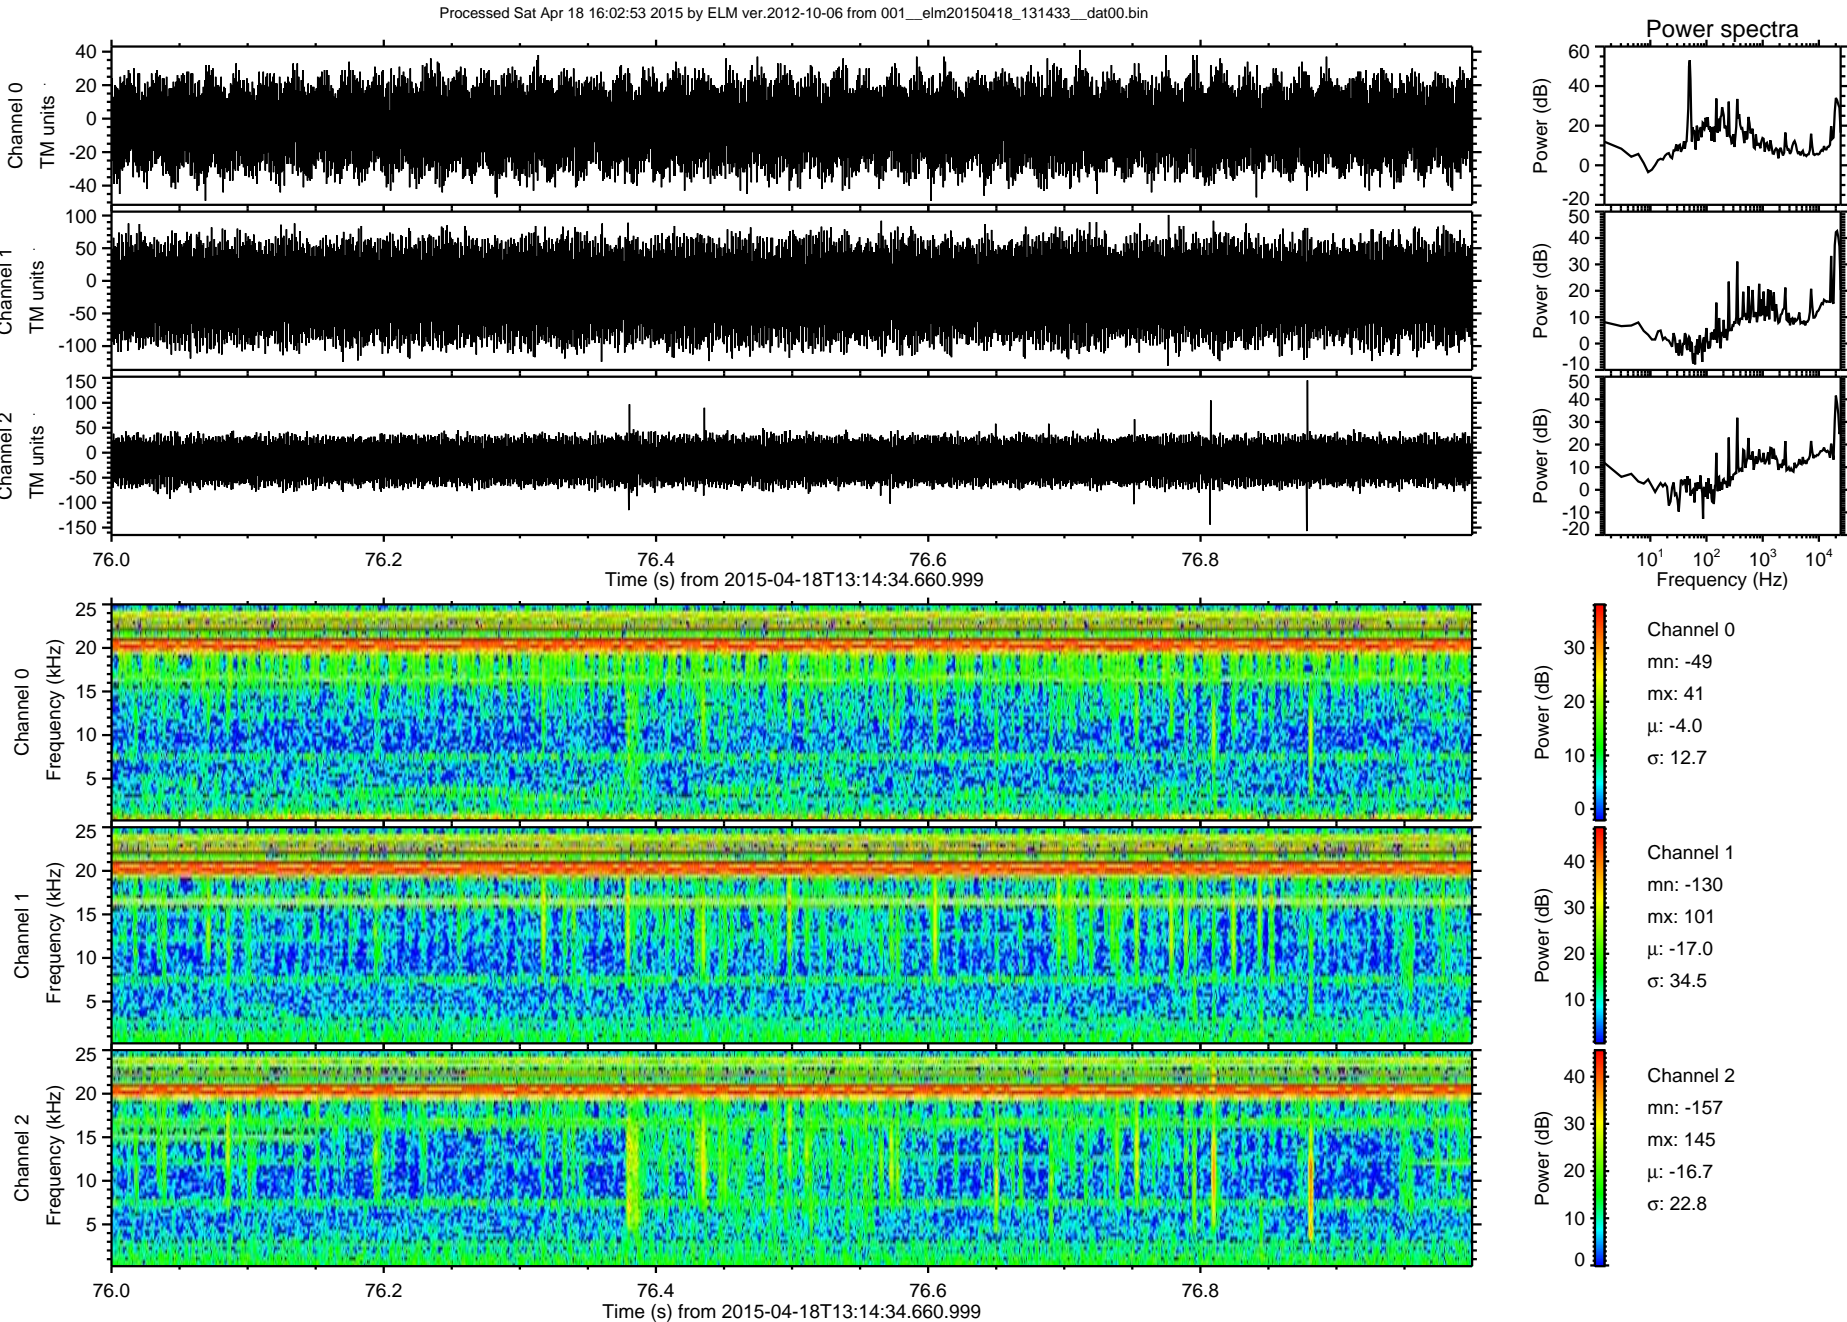 Processed Sat Apr 18 16:02:53 2015 by ELM ver.2012-10-06 from 001__elm20150418_131433__dat00.bin
Power spectra
Channel 0
TM units
40
20
0
-20
-40
Power (dB)
60
40
20
0
-20
Channel 1
TM units
100
50
0
-50
-100
Power (dB)
50
40
30
20
10
0
-10
Channel 2
TM units
150
100
50
0
-50
-100
-150
Power (dB)
50
40
30
20
10
0
-10
-20
76.0 76.2 76.4 76.6 76.8
Time (s) from 2015-04-18T13:14:34.660.999
10^1 10^2 10^3 10^4
Frequency (Hz)
Channel 0
Frequency (kHz)
25
20
15
10
5
Power (dB)
30
20
10
0
Channel 0
mn: -49
mx: 41
μ: -4.0
σ: 12.7
Channel 1
Frequency (kHz)
25
20
15
10
5
Power (dB)
40
30
20
10
Channel 1
mn: -130
mx: 101
μ: -17.0
σ: 34.5
Channel 2
Frequency (kHz)
25
20
15
10
5
Power (dB)
40
30
20
10
0
Channel 2
mn: -157
mx: 145
μ: -16.7
σ: 22.8
76.0 76.2 76.4 76.6 76.8
Time (s) from 2015-04-18T13:14:34.660.999